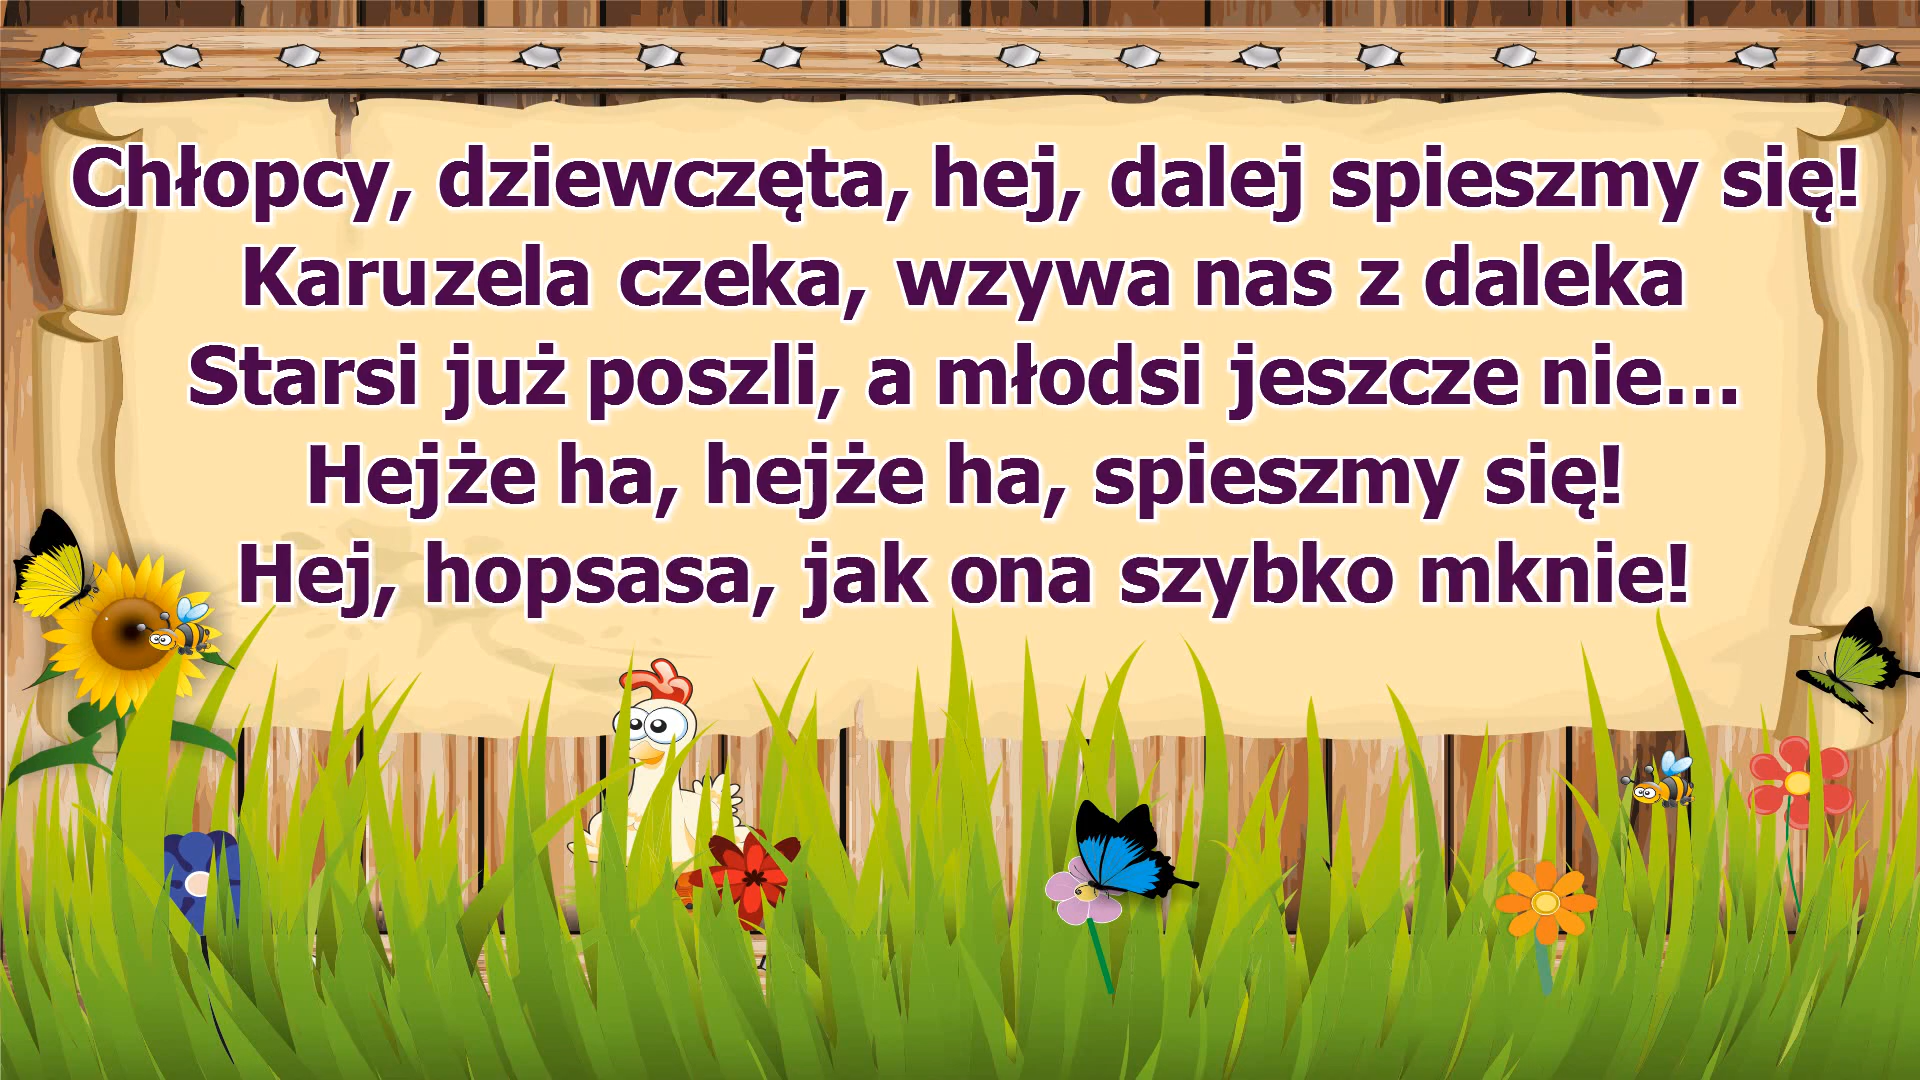 Chłopcy, dziewczęta, hej, dalej spieszmy się!
Karuzela czeka, wzywa nas z daleka
Starsi już poszli, a młodsi jeszcze nie...
Hejże ha, hejże ha, spieszmy się!
Hej, hopsasa, jak ona szybko mknie!